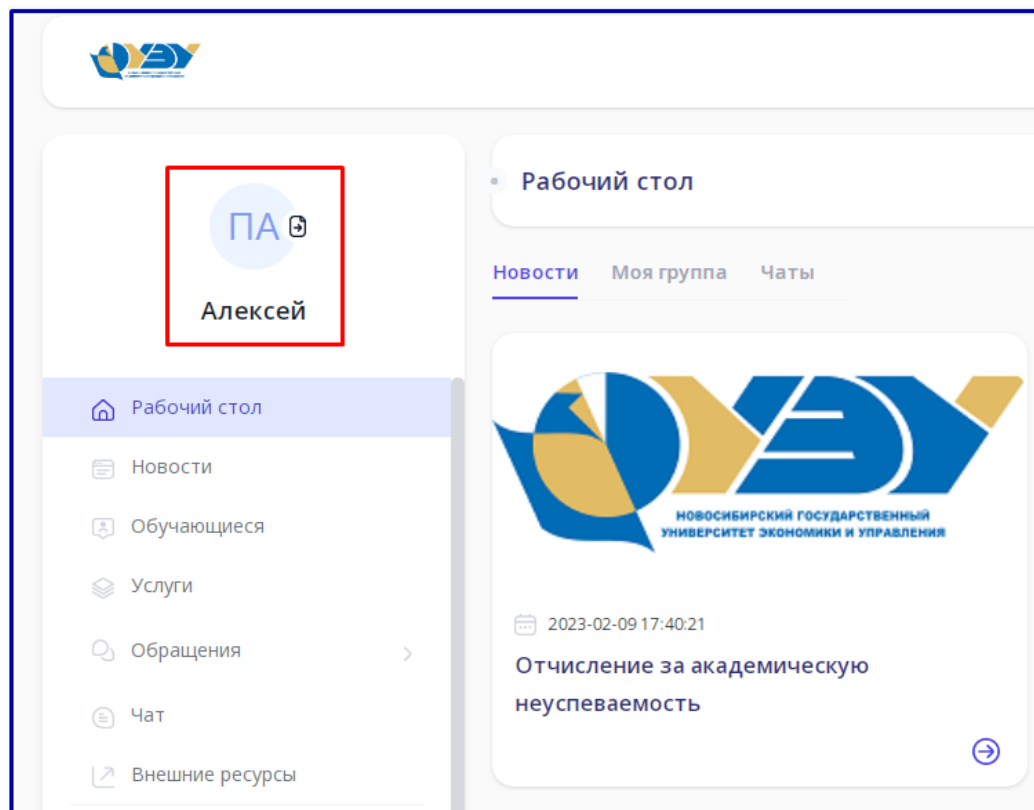 Рабочий стол
ПА
Алексей
Новости Моя группа Чаты
Рабочий стол
Новости
Обучающиеся
Услуги
Обращения
Чат
Внешние ресурсы
НОВОСИБИРСКИЙ ГОСУДАРСТВЕННЫЙ
УНИВЕРСИТЕТ ЭКОНОМИКИ И УПРАВЛЕНИЯ
2023-02-09 17:40:21
Отчисление за академическую
неуспеваемость